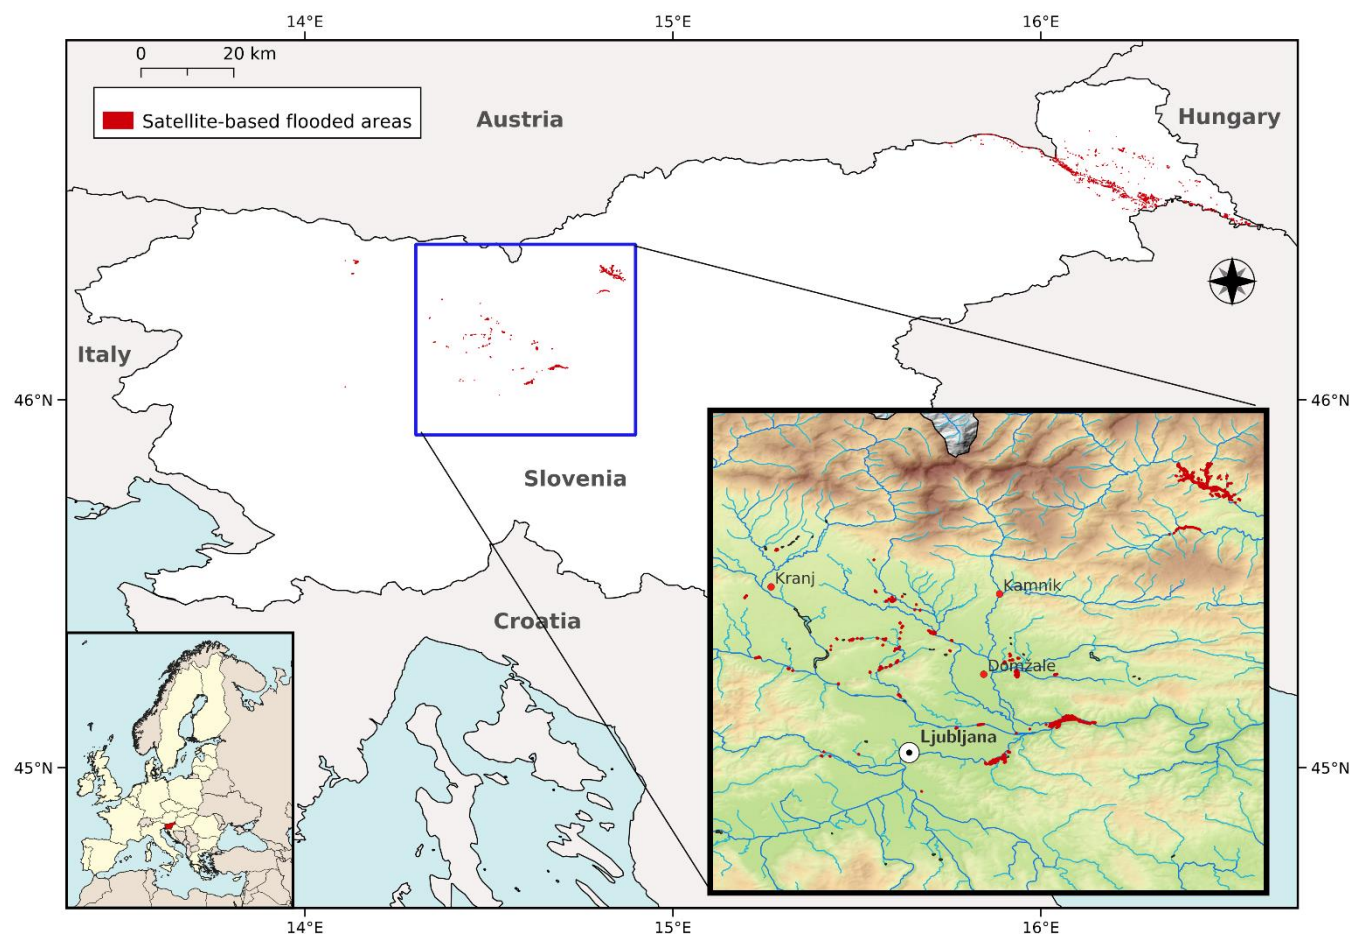 14°E
15°E
16°E
0
20 km
Satellite-based flooded areas
Austria
Hungary
Italy
46°N
46°N
Slovenia
Croatia
Kranj
Kamnik
Domžale
Ljubljana
45°N
45°N
14°E
15°E
16°E